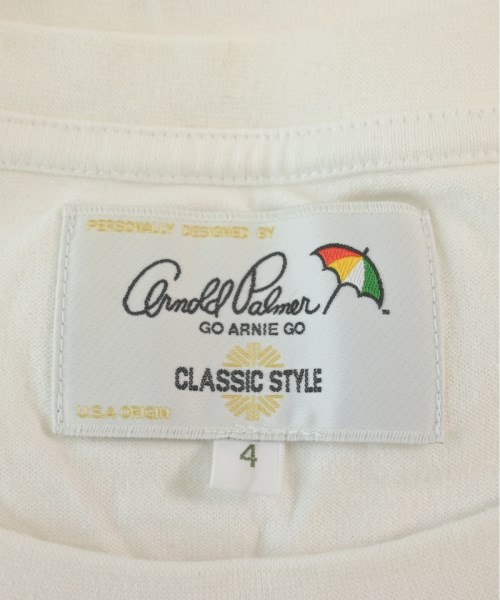 PERSONALLY DESIGNED BY
Arnold Palmer
GO ARNIE GO
CLASSIC STYLE
U.S.A ORIGIN
4